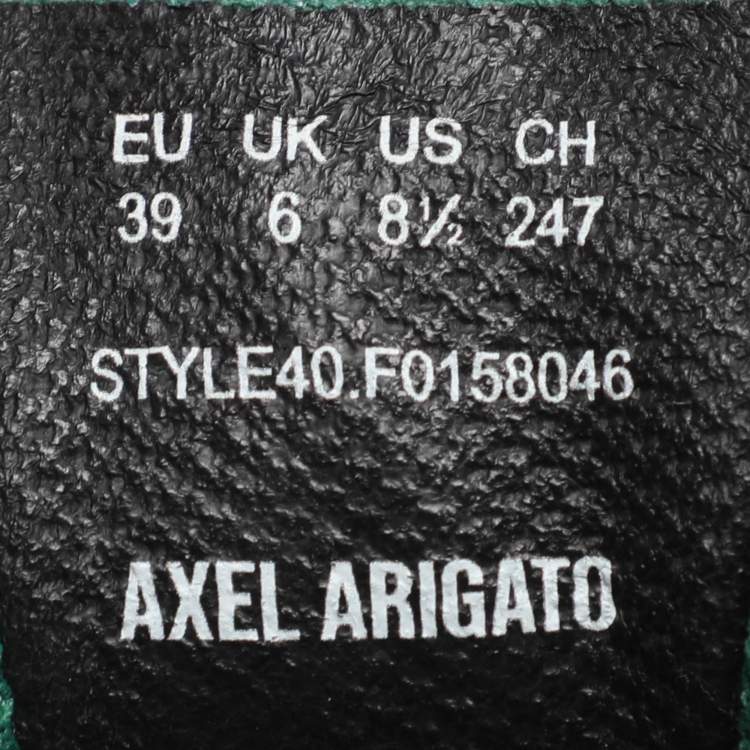 EU UK US CH
39 6 8½ 247
STYLE40.F0158046
AXEL ARIGATO